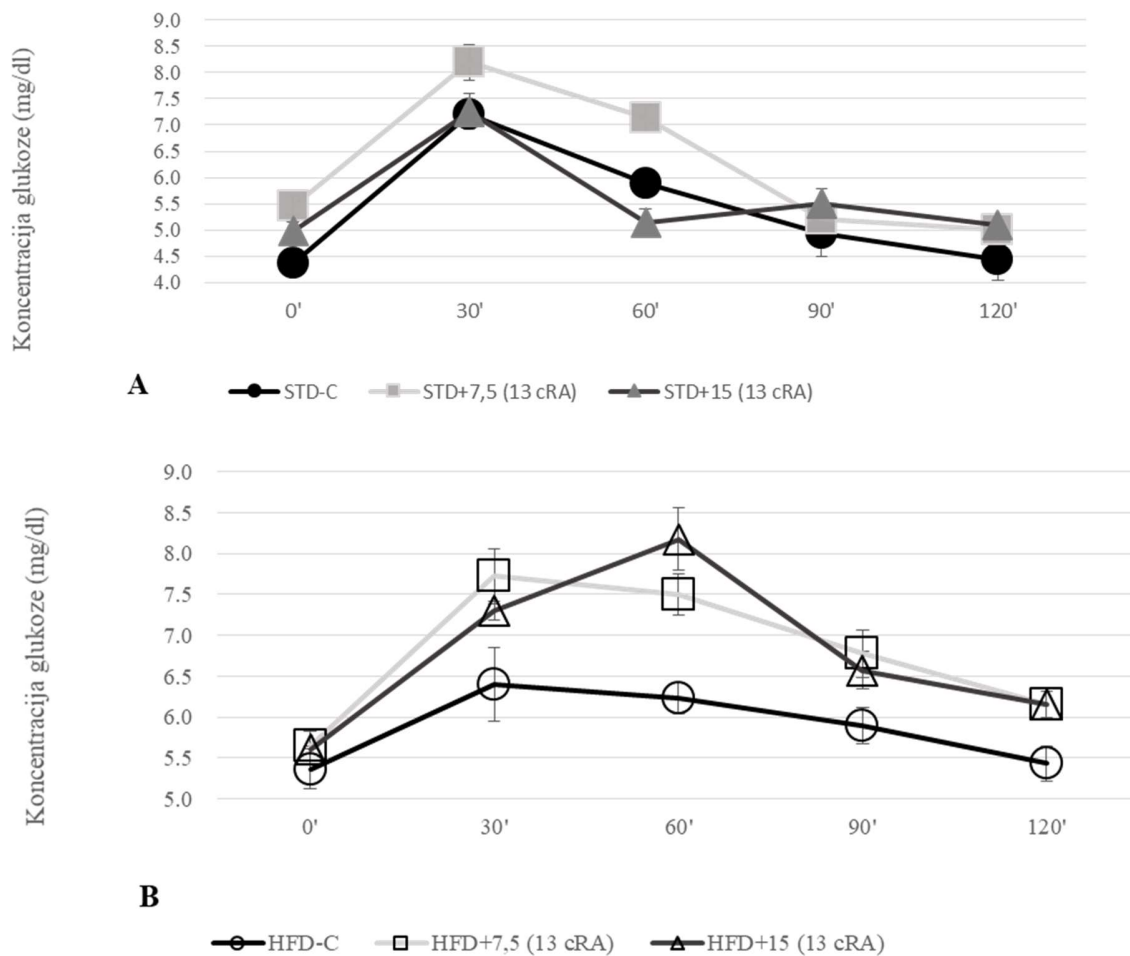 Koncentracija glukoze (mg/dl)
9.0
8.5
8.0
7.5
7.0
6.5
6.0
5.5
5.0
4.5
4.0
0' 30' 60' 90' 120'
A
STD-C STD+7,5 (13 cRA) STD+15 (13 cRA)
Koncentracija glukoze (mg/dl)
9.0
8.5
8.0
7.5
7.0
6.5
6.0
5.5
5.0
0' 30' 60' 90' 120'
B
HFD-C HFD+7,5 (13 cRA) HFD+15 (13 cRA)